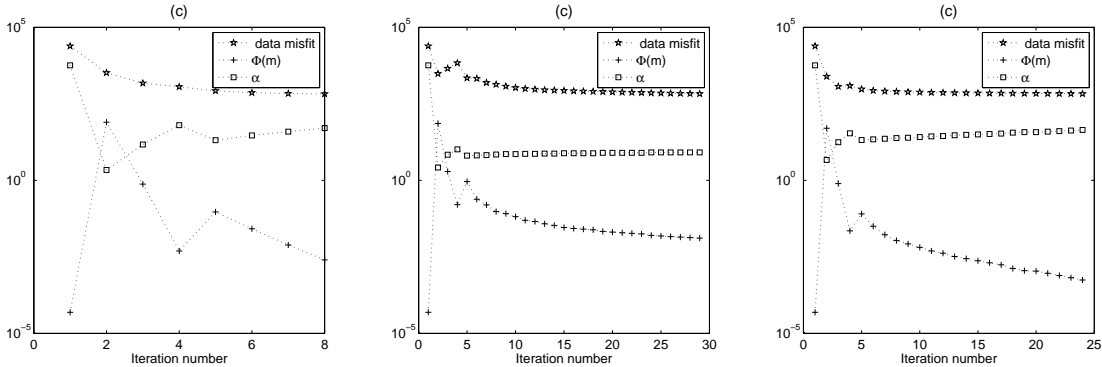 (c)
10^5
10^0
10^-5
data misfit
Φ(m)
α
0 2 4 6 8
Iteration number
(c)
10^5
10^0
10^-5
data misfit
Φ(m)
α
0 5 10 15 20 25 30
Iteration number
(c)
10^5
10^0
10^-5
data misfit
Φ(m)
α
0 5 10 15 20 25
Iteration number